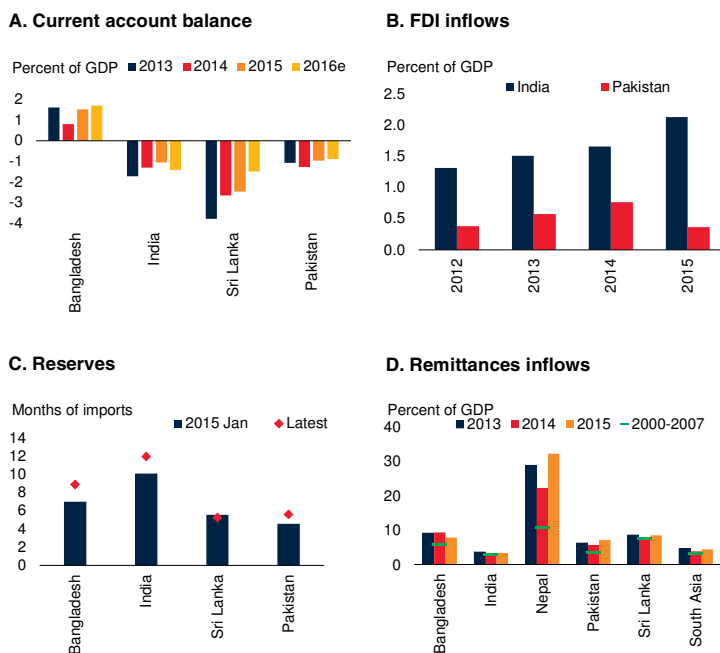 A. Current account balance
Percent of GDP 2013 2014 2015 2016e
2
1
0
-1
-2
-3
-4
Bangladesh
India
Sri Lanka
Pakistan
B. FDI inflows
Percent of GDP
India Pakistan
2.5
2.0
1.5
1.0
0.5
0.0
2012
2013
2014
2015
C. Reserves
Months of imports
2015 Jan Latest
14
12
10
8
6
4
2
0
Bangladesh
India
Sri Lanka
Pakistan
D. Remittances inflows
Percent of GDP
2013 2014 2015 2000-2007
40
30
20
10
0
Bangladesh
India
Nepal
Pakistan
Sri Lanka
South Asia